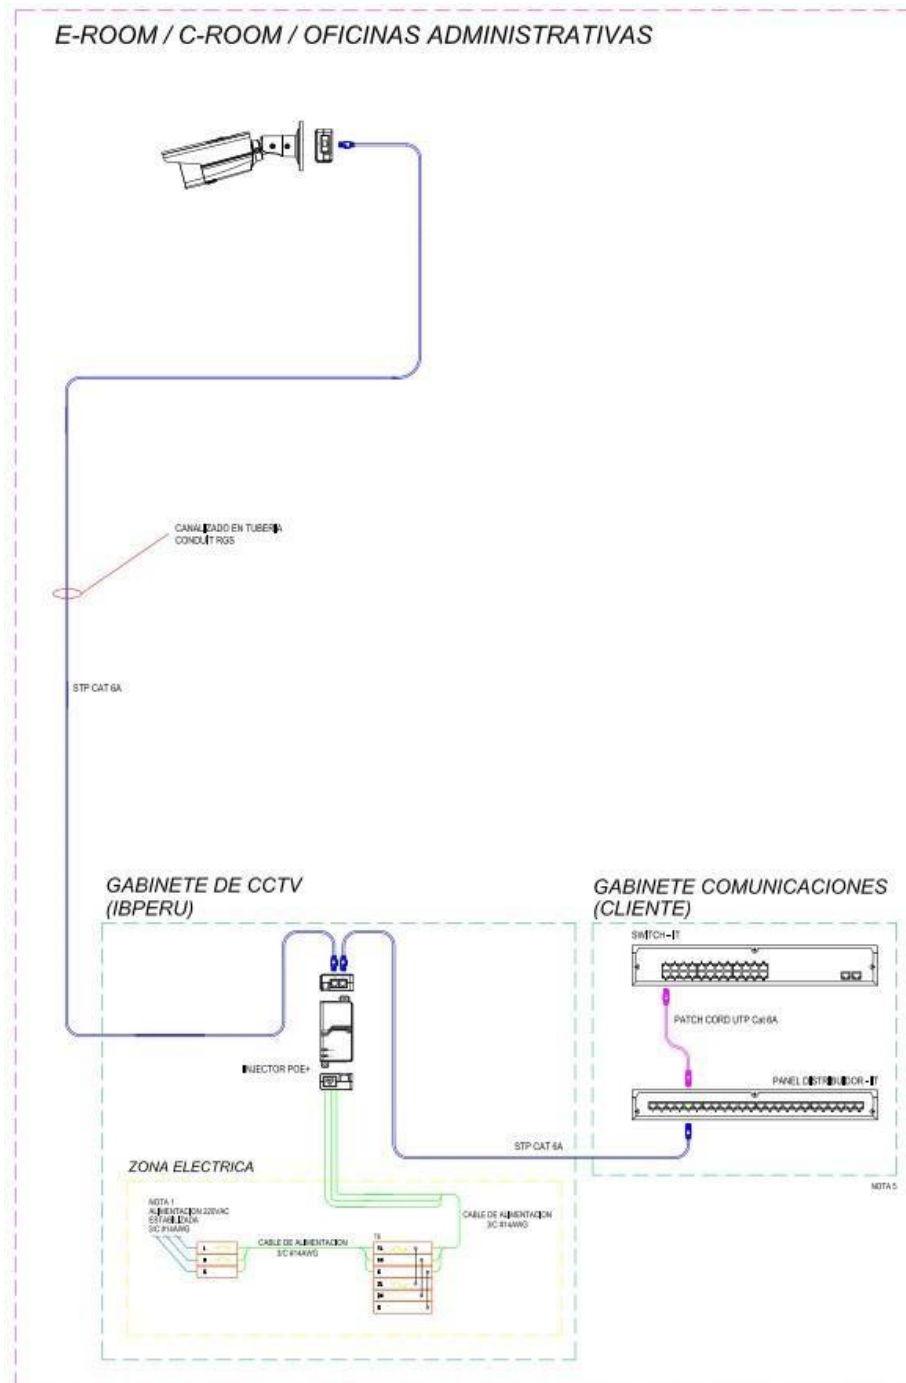 E-ROOM / C-ROOM / OFICINAS ADMINISTRATIVAS
CANALIZADO EN TUBERIA
CONDUIT RGS
STP CAT 6A
GABINETE DE CCTV
(IBPERU)
GABINETE COMUNICACIONES
(CLIENTE)
SWITCH-IT
PATCH CORD UTP Cat 6A
INJECTOR POE+
PANEL DISTRIBUIDOR-IT
STP CAT 6A
ZONA ELECTRICA
NOTA 5
NOTA 1
ALIMENTACION 220VAC
ESTABILIZADA
3/C #14AWG
CABLE DE ALIMENTACION
3/C #14AWG
CABLE DE ALIMENTACION
3/C #14AWG